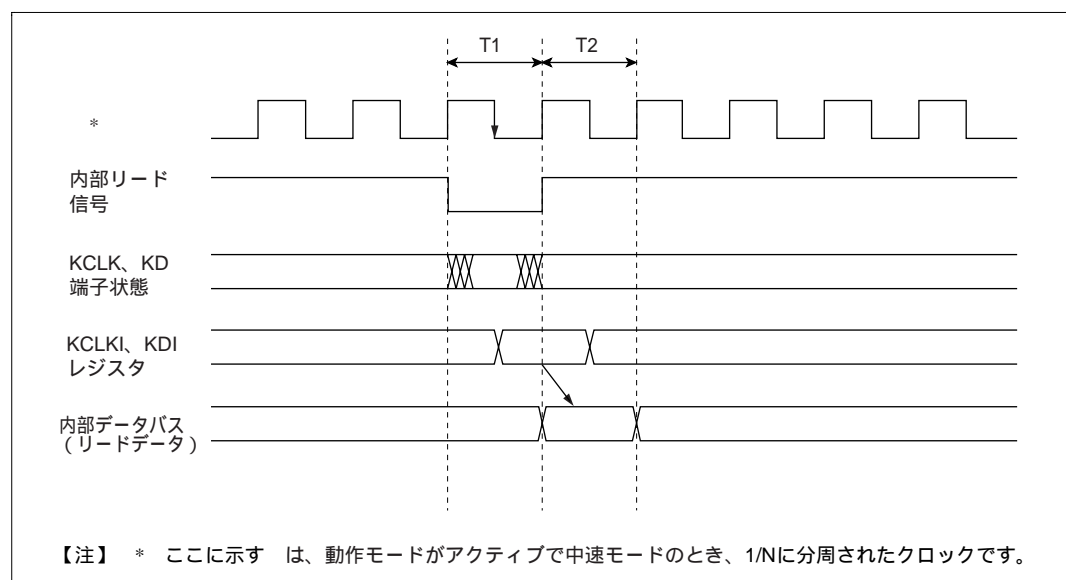 T1 T2
*
内部リード
信号
KCLK、KD
端子状態
KCLKI、KDI
レジスタ
内部データバス
（リードデータ）
【注】 * ここに示す　は、動作モードがアクティブで中速モードのとき、1/Nに分周されたクロックです。